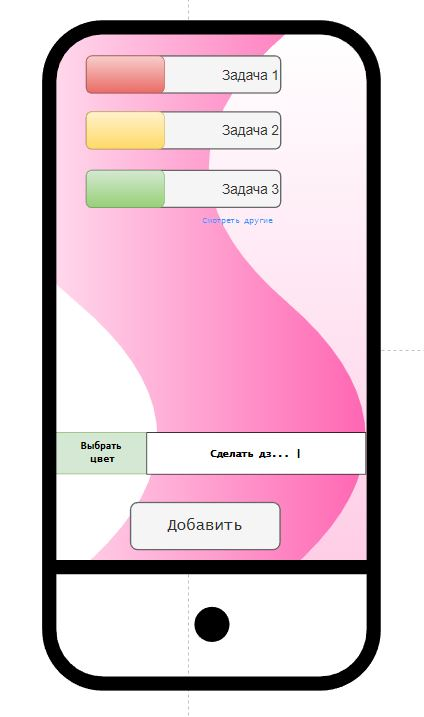 Задача 1
Задача 2
Задача 3
Смотреть другие
Выбрать
цвет
Сделать дз... |
Добавить